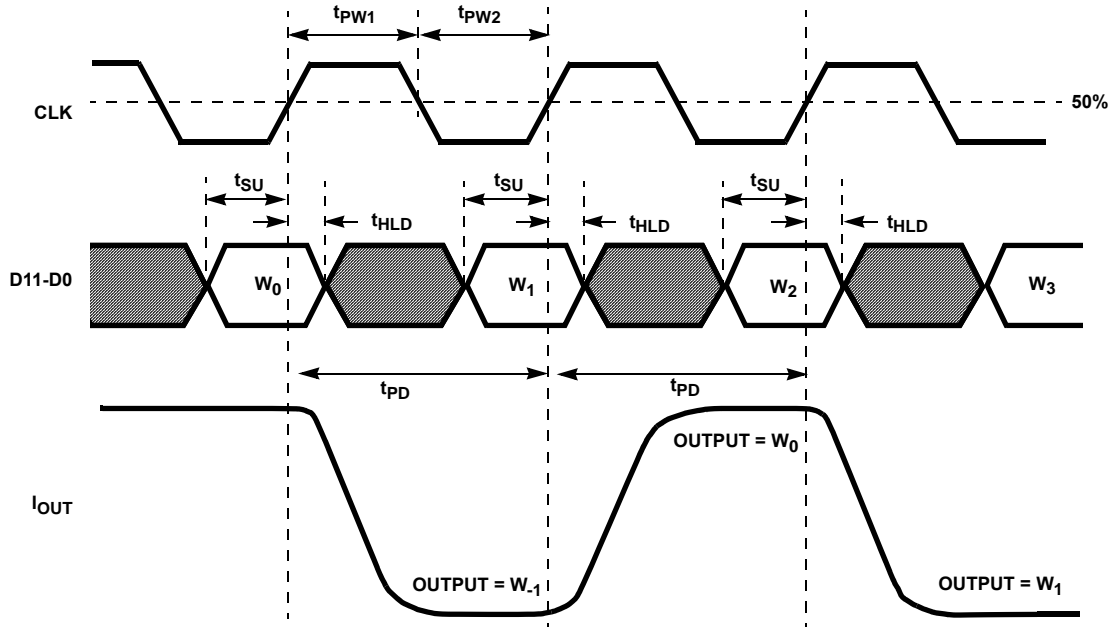 tPW1 tPW2
CLK 50%
tSU tSU tSU
tHLD tHLD tHLD
D11-D0 W0 W1 W2 W3
tPD tPD
OUTPUT = W0
IOUT
OUTPUT = W-1 OUTPUT = W1